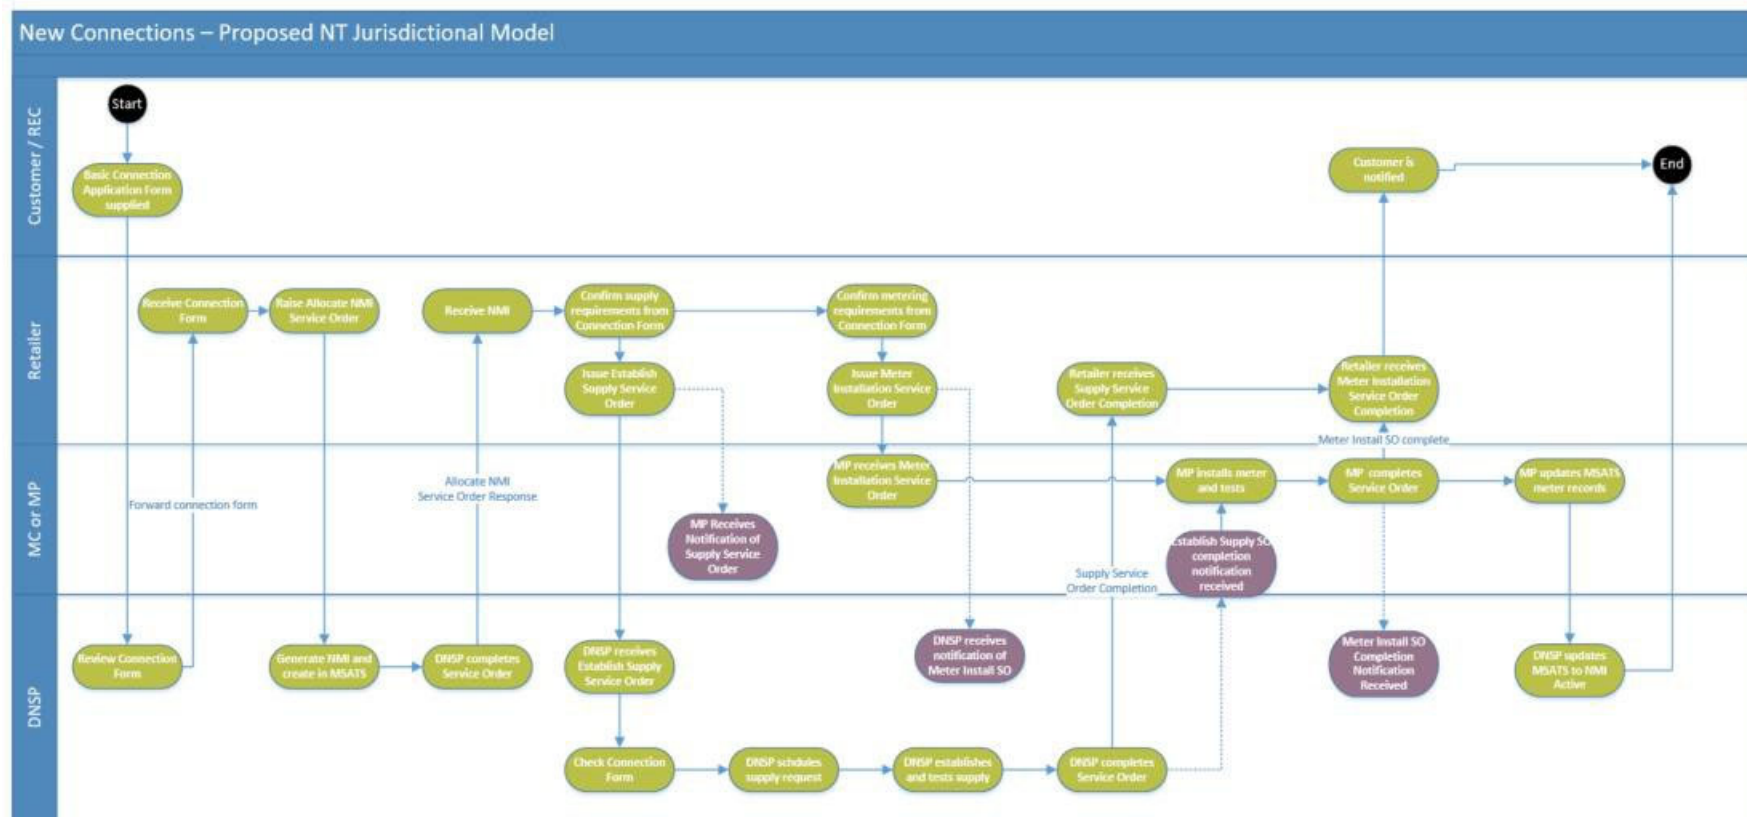 New Connections – Proposed NT Jurisdictional Model
Customer / REC
Start
Basic Connection
Application Form
supplied
Customer is
notified
End
Retailer
Receive Connection
Form
Raise Allocate NMI
Service Order
Receive NMI
Confirm supply
requirements from
Connection Form
Confirm metering
requirements from
Connection Form
Issue Establish
Supply Service
Order
Issue Meter
Installation Service
Order
Retailer receives
Supply Service
Order Completion
Retailer receives
Meter Installation
Service Order
Completion
Meter Install SO complete
MC or MP
Forward connection form
Allocate NMI
Service Order Response
MP Receives
Notification of
Supply Service
Order
MP receives Meter
Installation Service
Order
Supply Service
Order Completion
MP installs meter
and tests
Establish Supply SO
completion
notification
received
MP completes
Service Order
MP updates MSATS
meter records
DNSP
Review Connection
Form
Generate NMI and
create in MSATS
DNSP completes
Service Order
DNSP receives
Establish Supply
Service Order
DNSP receives
notification of
Meter Install SO
Meter Install SO
Completion
Notification
Received
DNSP updates
MSATS to NMI
Active
Check Connection
Form
DNSP schdules
supply request
DNSP establishes
and tests supply
DNSP completes
Service Order